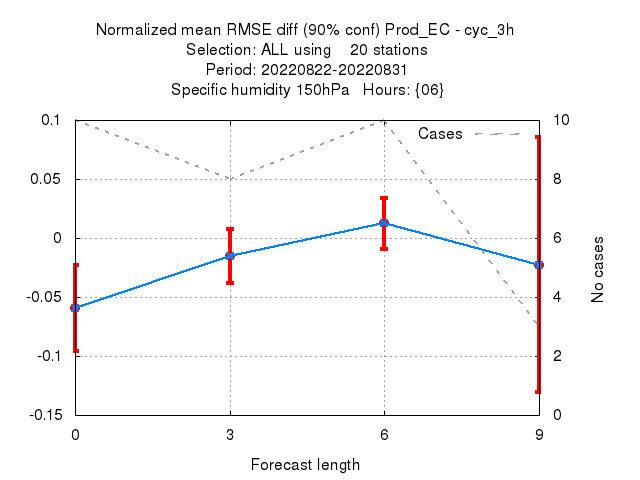 Normalized mean RMSE diff (90% conf) Prod_EC - cyc_3h
Selection: ALL using    20 stations
Period: 20220822-20220831
Specific humidity 150hPa   Hours: {06}
Cases
0.1
0.05
0
-0.05
-0.1
-0.15
10
8
6
4
2
0
No cases
0 3 6 9
Forecast length